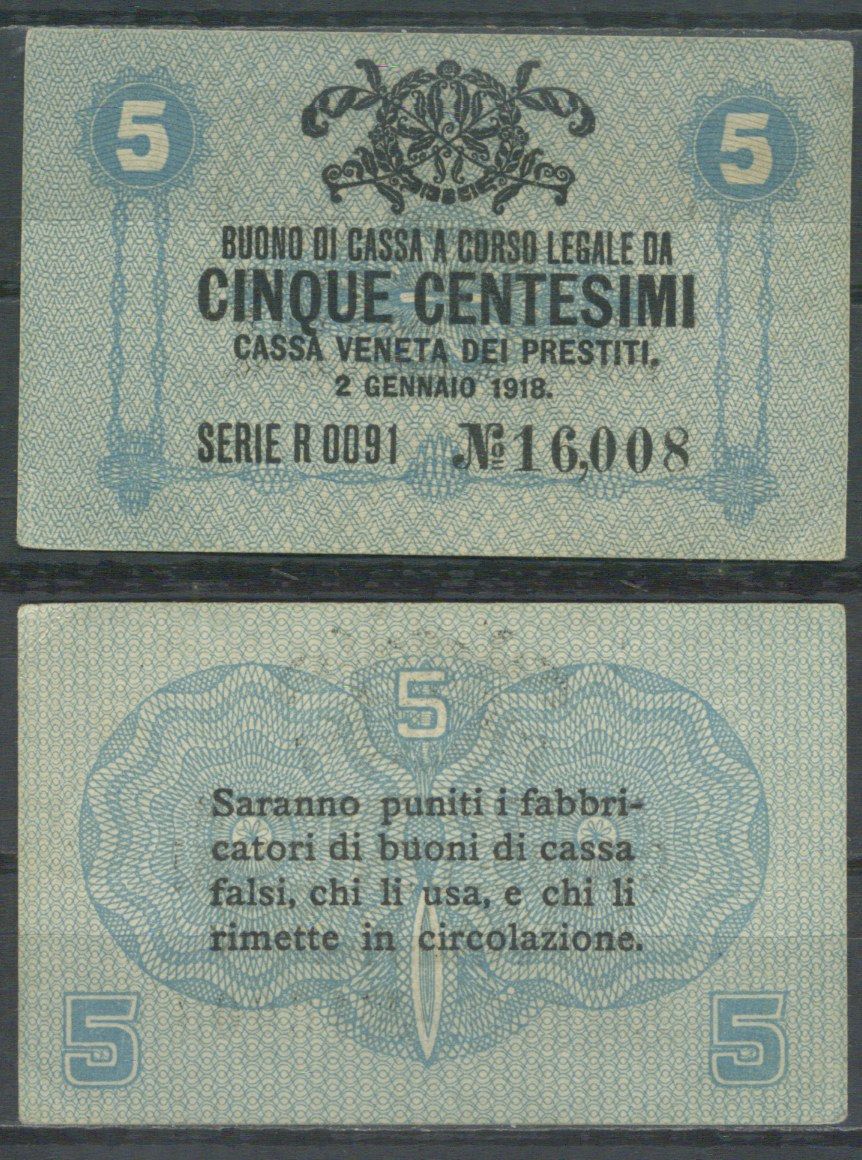 5 5
BUONO DI CASSA A CORSO LEGALE DA
CINQUE CENTESIMI
CASSA VENETA DEI PRESTITI.
2 GENNAIO 1918.
SERIE R 0091 No 16,008
5
Saranno puniti i fabbri-
catori di buoni di cassa
falsi, chi li usa, e chi li
rimette in circolazione.
5 5